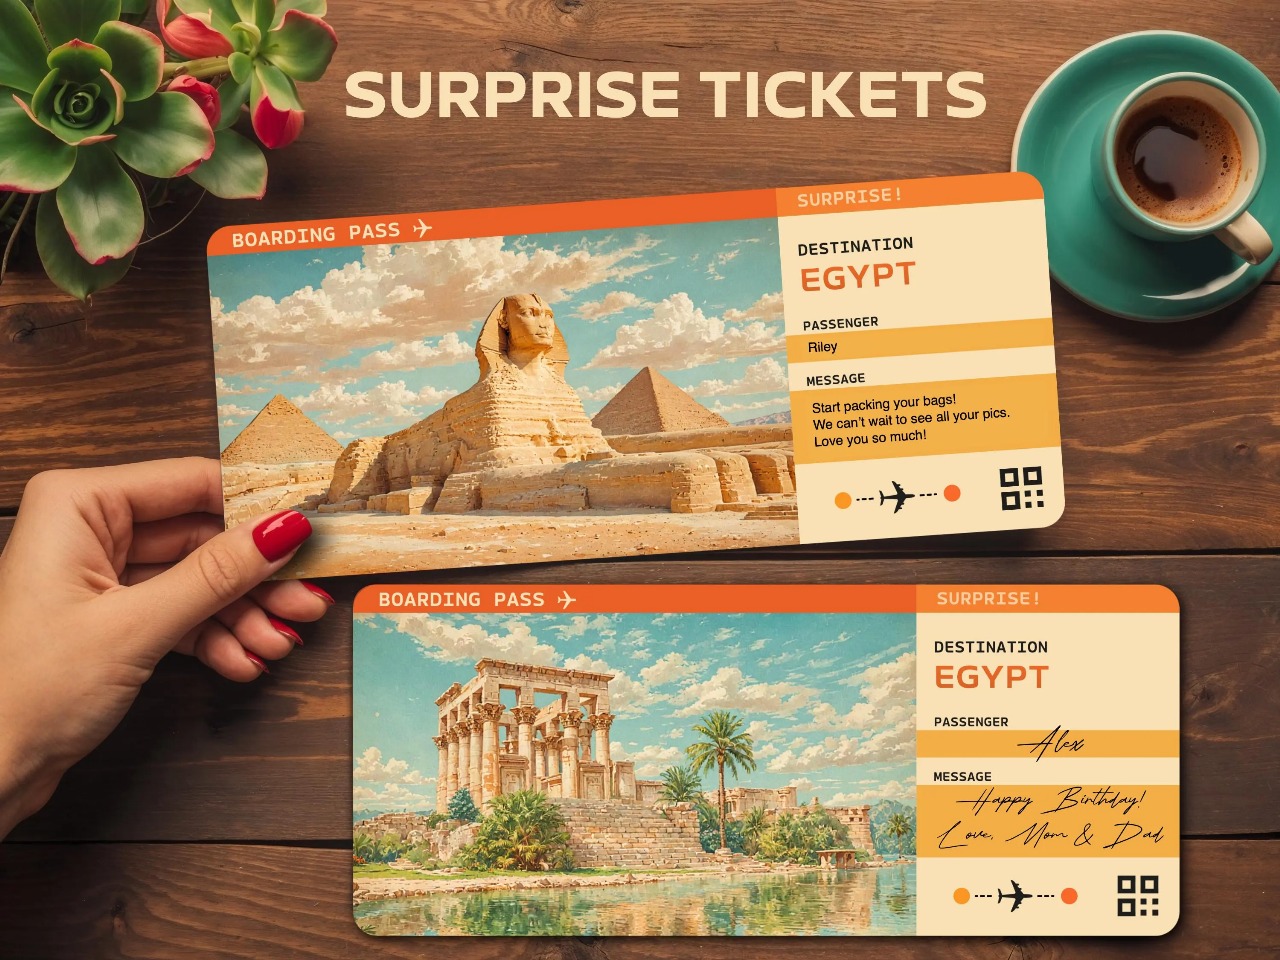 SURPRISE TICKETS
BOARDING PASS
SURPRISE!
DESTINATION
EGYPT
PASSENGER
Riley
MESSAGE
Start packing your bags!
We can't wait to see all your pics.
Love you so much!
BOARDING PASS
SURPRISE!
DESTINATION
EGYPT
PASSENGER
Alex
MESSAGE
Happy Birthday!
Love, Mom & Dad